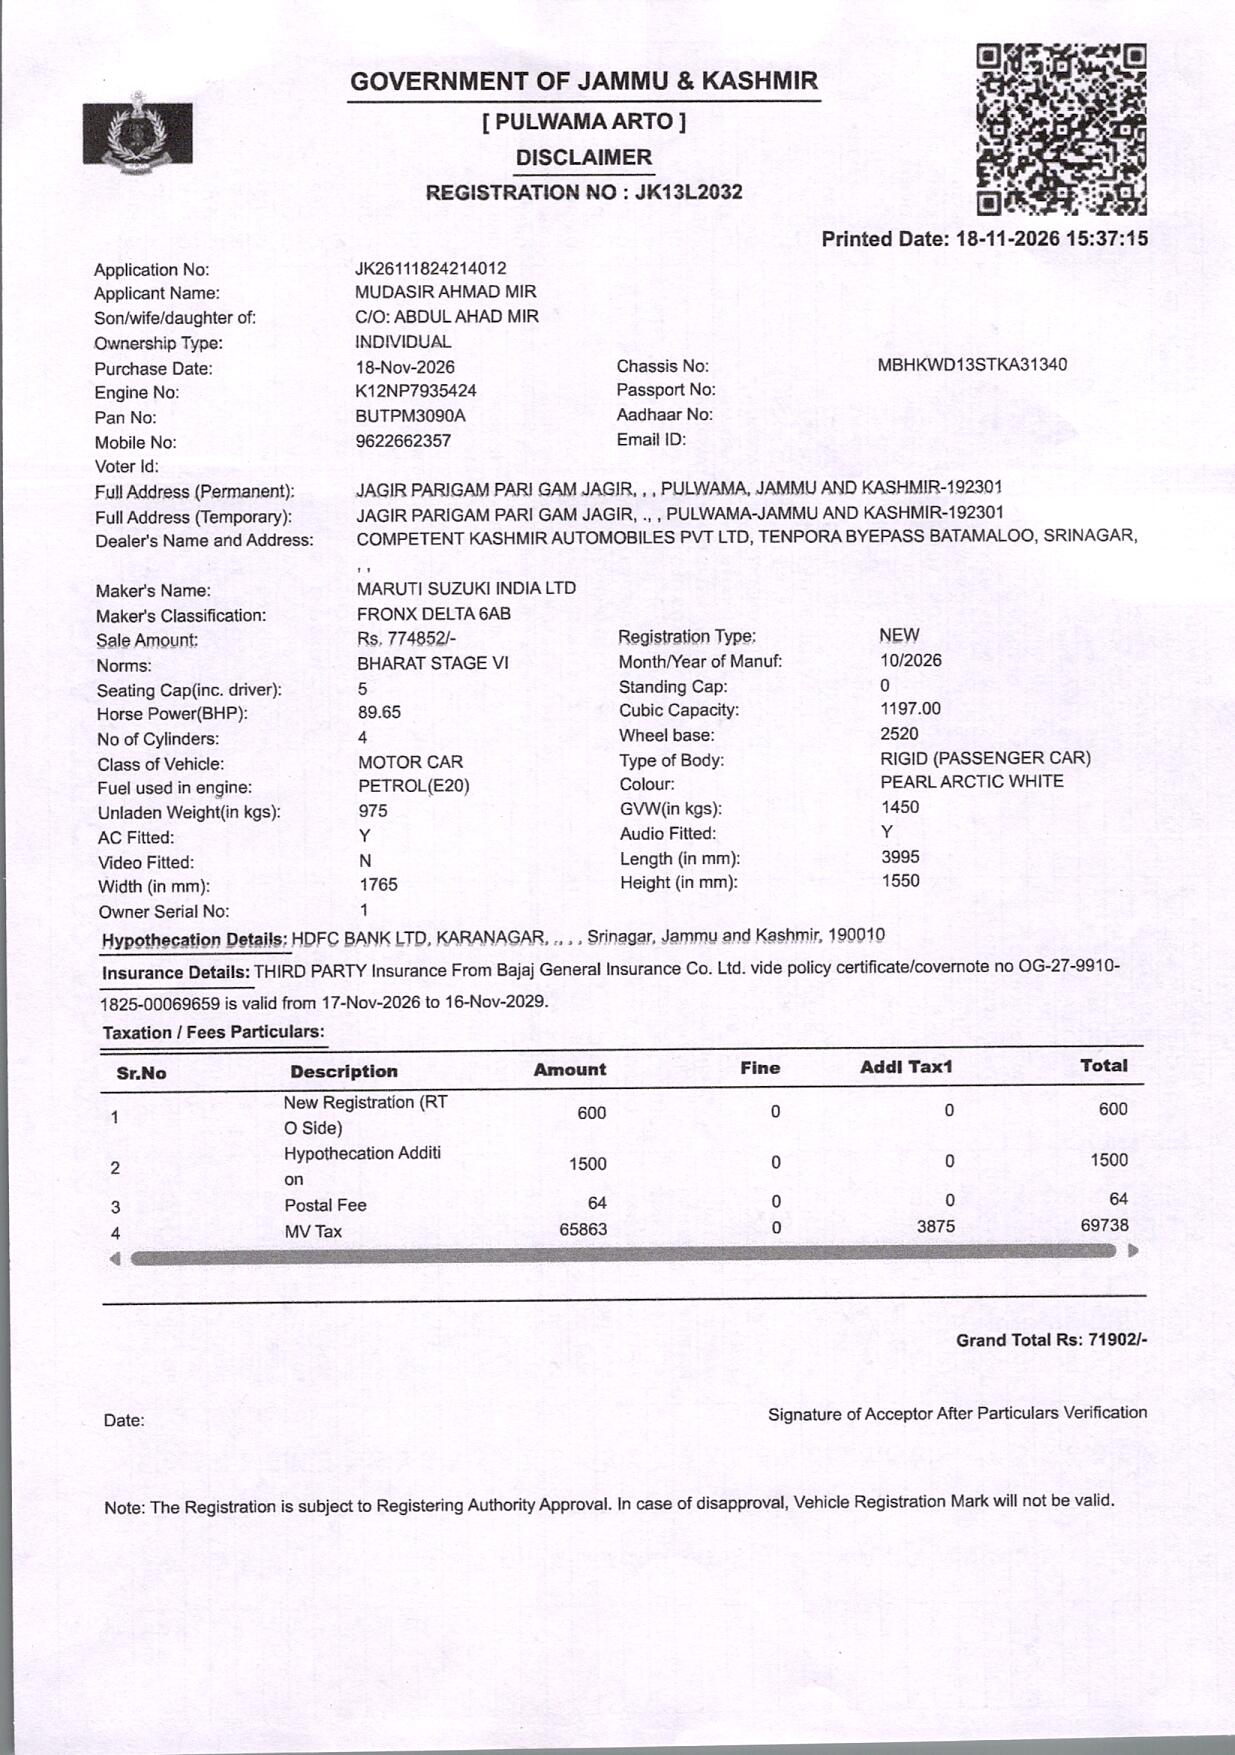 GOVERNMENT OF JAMMU & KASHMIR
[ PULWAMA ARTO ]
DISCLAIMER
REGISTRATION NO : JK13L2032
Printed Date: 18-11-2026 15:37:15
Application No: JK26111824214012
Applicant Name: MUDASIR AHMAD MIR
Son/wife/daughter of: C/O: ABDUL AHAD MIR
Ownership Type: INDIVIDUAL
Purchase Date: 18-Nov-2026 Chassis No: MBHKWD13STKA31340
Engine No: K12NP7935424 Passport No:
Pan No: BUTPM3090A Aadhaar No:
Mobile No: 9622662357 Email ID:
Voter Id:
Full Address (Permanent): JAGIR PARIGAM PARI GAM JAGIR, , , PULWAMA, JAMMU AND KASHMIR-192301
Full Address (Temporary): JAGIR PARIGAM PARI GAM JAGIR, ., , PULWAMA-JAMMU AND KASHMIR-192301
Dealer's Name and Address: COMPETENT KASHMIR AUTOMOBILES PVT LTD, TENPORA BYEPASS BATAMALOO, SRINAGAR,
, ,
Maker's Name: MARUTI SUZUKI INDIA LTD
Maker's Classification: FRONX DELTA 6AB
Sale Amount: Rs. 774852/- Registration Type: NEW
Norms: BHARAT STAGE VI Month/Year of Manuf: 10/2026
Seating Cap(inc. driver): 5 Standing Cap: 0
Horse Power(BHP): 89.65 Cubic Capacity: 1197.00
No of Cylinders: 4 Wheel base: 2520
Class of Vehicle: MOTOR CAR Type of Body: RIGID (PASSENGER CAR)
Fuel used in engine: PETROL(E20) Colour: PEARL ARCTIC WHITE
Unladen Weight(in kgs): 975 GVW(in kgs): 1450
AC Fitted: Y Audio Fitted: Y
Video Fitted: N Length (in mm): 3995
Width (in mm): 1765 Height (in mm): 1550
Owner Serial No: 1
Hypothecation Details: HDFC BANK LTD, KARANAGAR, ., , , Srinagar, Jammu and Kashmir, 190010
Insurance Details: THIRD PARTY Insurance From Bajaj General Insurance Co. Ltd. vide policy certificate/covernote no OG-27-9910-
1825-00069659 is valid from 17-Nov-2026 to 16-Nov-2029.
Taxation / Fees Particulars:
Sr.No Description Amount Fine Addl Tax1 Total
1 New Registration (RT 600 0 0 600
O Side)
2 Hypothecation Additi 1500 0 0 1500
on
3 Postal Fee 64 0 0 64
4 MV Tax 65863 0 3875 69738
Grand Total Rs: 71902/-
Date: Signature of Acceptor After Particulars Verification
Note: The Registration is subject to Registering Authority Approval. In case of disapproval, Vehicle Registration Mark will not be valid.